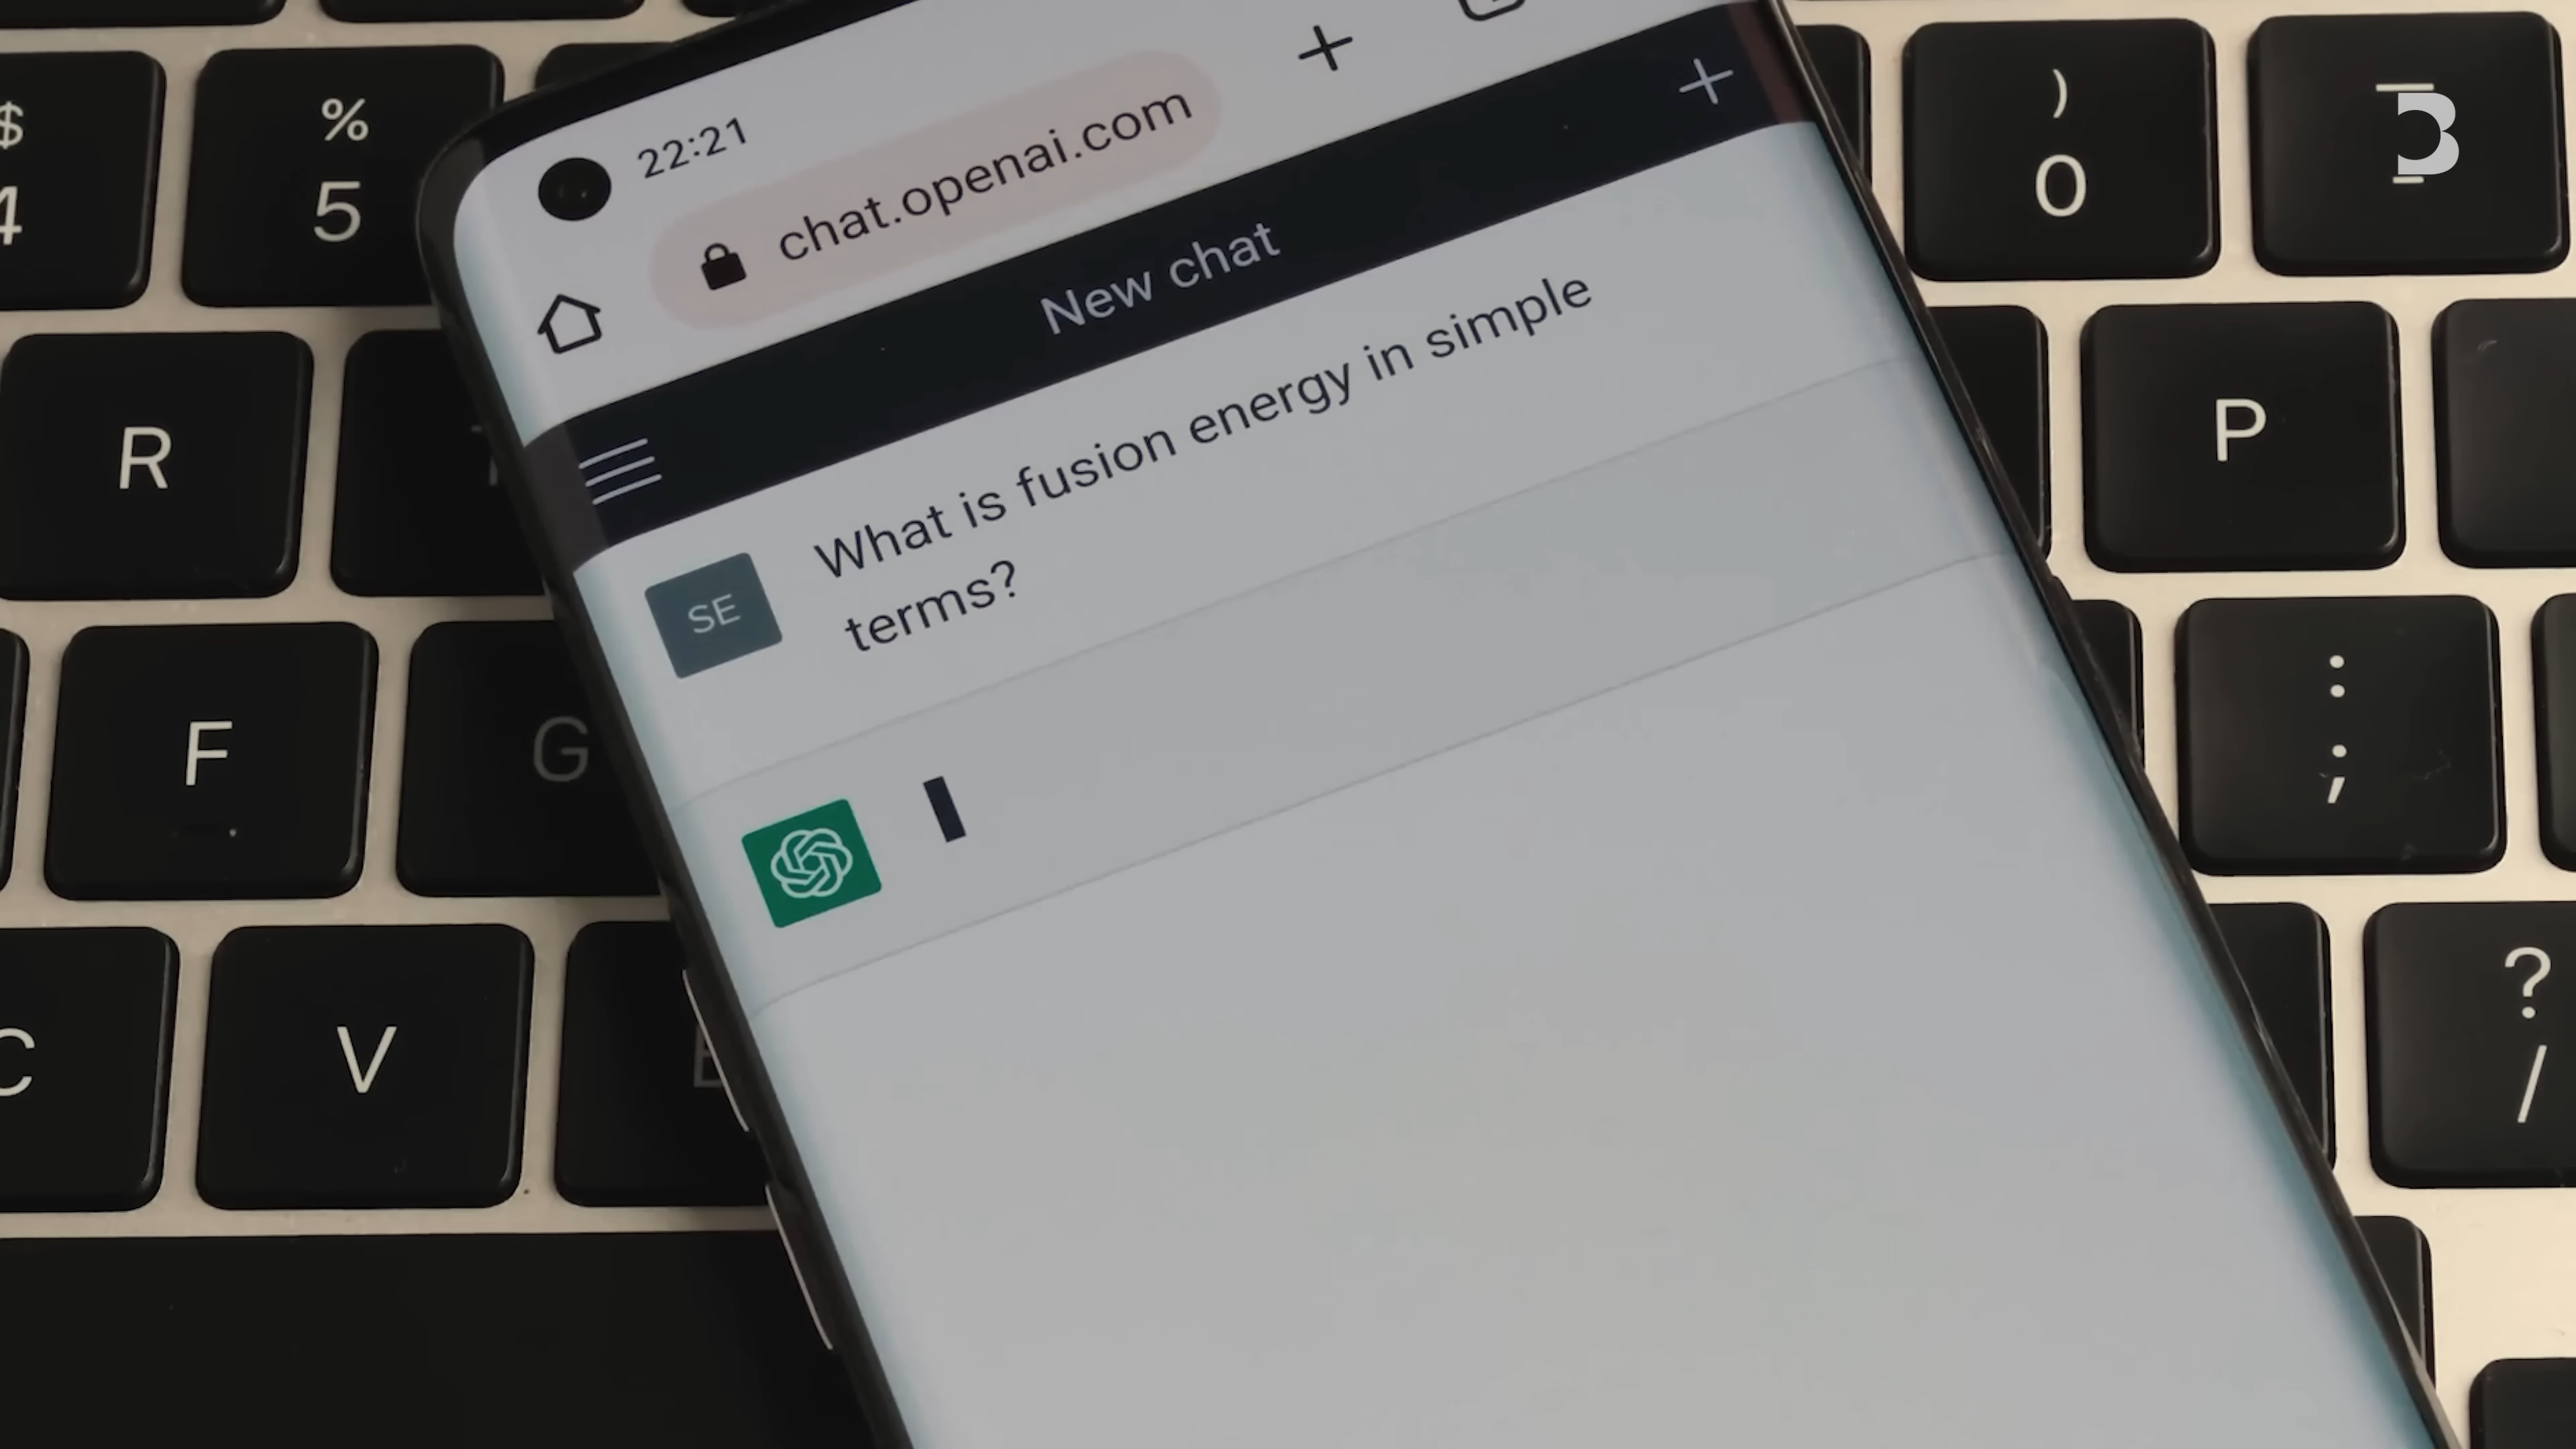 $
4
%
5
)
0
R
P
F
G
:
;
C
V
?
/
22:21
chat.openai.com
New chat
SE
What is fusion energy in simple
terms?